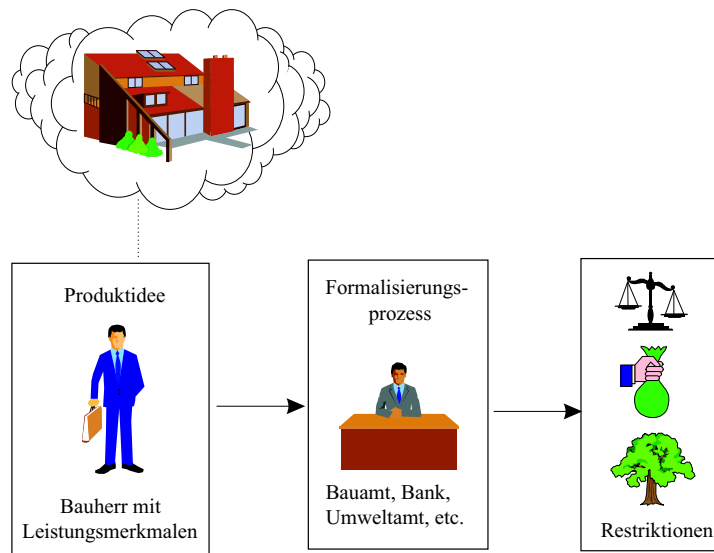 Produktidee
Bauherr mit
Leistungsmerkmalen
Formalisierungs-
prozess
Bauamt, Bank,
Umweltamt, etc.
Restriktionen